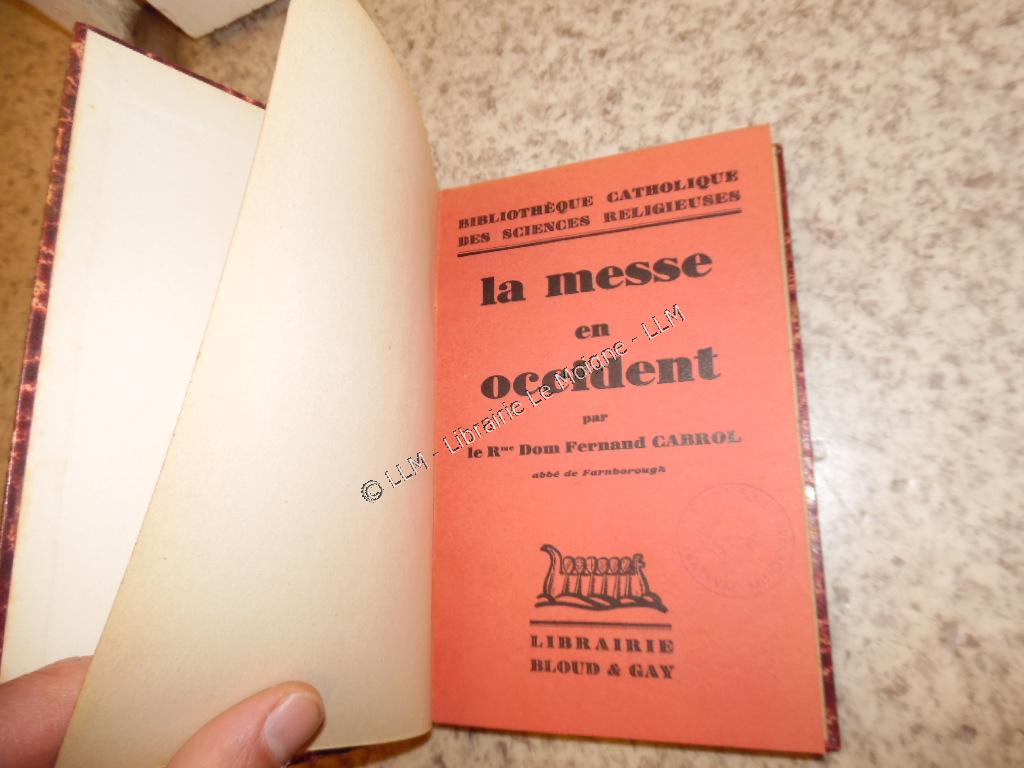 BIBLIOTHÈQUE CATHOLIQUE
DES SCIENCES RELIGIEUSES
la messe
en
occident
par
le Rme Dom Fernand CABROL
abbé de Farnborough
LIBRAIRIE
BLOUD & GAY
© LLM - Librairie Le Moigne - LLM